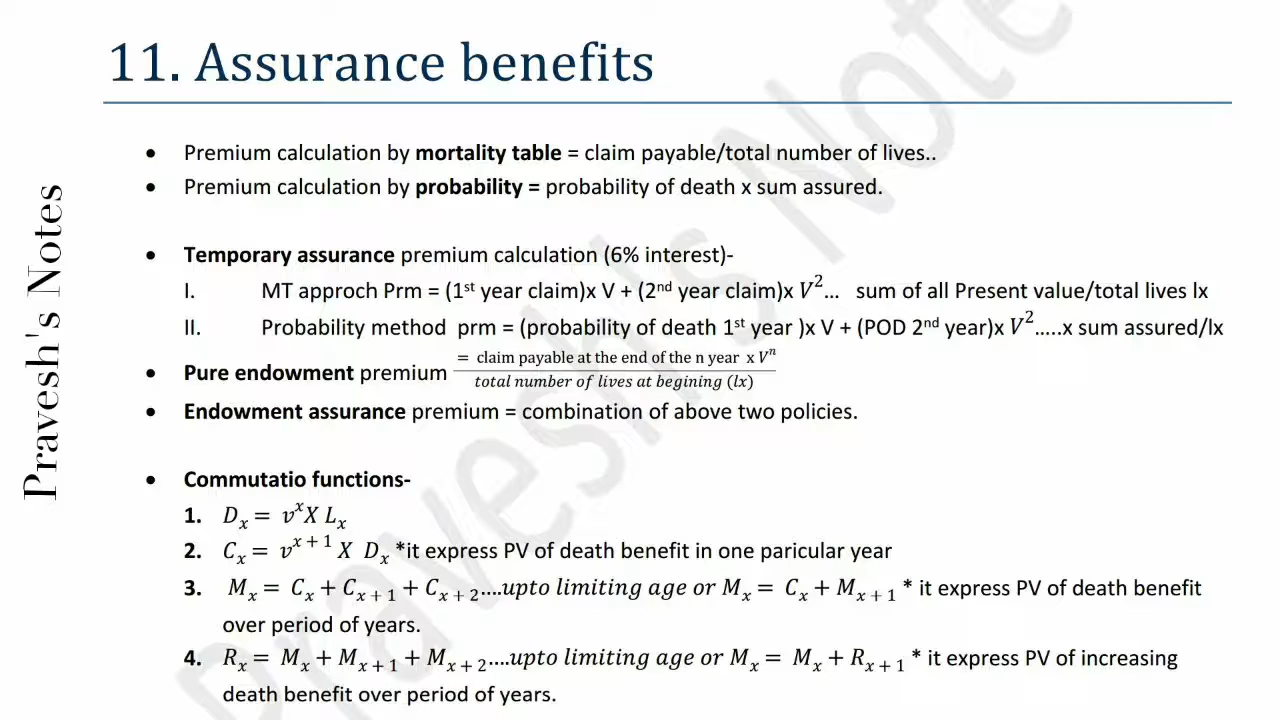 11. Assurance benefits
Pravesh's Notes
• Premium calculation by mortality table = claim payable/total number of lives..
• Premium calculation by probability = probability of death x sum assured.
• Temporary assurance premium calculation (6% interest)-
I. MT approch Prm = (1st year claim)x V + (2nd year claim)x V² … sum of all Present value/total lives lx
II. Probability method prm = (probability of death 1st year )x V + (POD 2nd year)x V² …..x sum assured/lx
• Pure endowment premium = claim payable at the end of the n year x Vⁿ
total number of lives at begining (lx)
• Endowment assurance premium = combination of above two policies.
• Commutatio functions-
1. Dₓ = vˣX Lₓ
2. Cₓ = vˣ⁺¹ X Dₓ *it express PV of death benefit in one paricular year
3. Mₓ = Cₓ + Cₓ₊₁ + Cₓ₊₂….upto limiting age or Mₓ = Cₓ + Mₓ₊₁ * it express PV of death benefit
over period of years.
4. Rₓ = Mₓ + Mₓ₊₁ + Mₓ₊₂….upto limiting age or Mₓ = Mₓ + Rₓ₊₁ * it express PV of increasing
death benefit over period of years.
Pravesh's Note